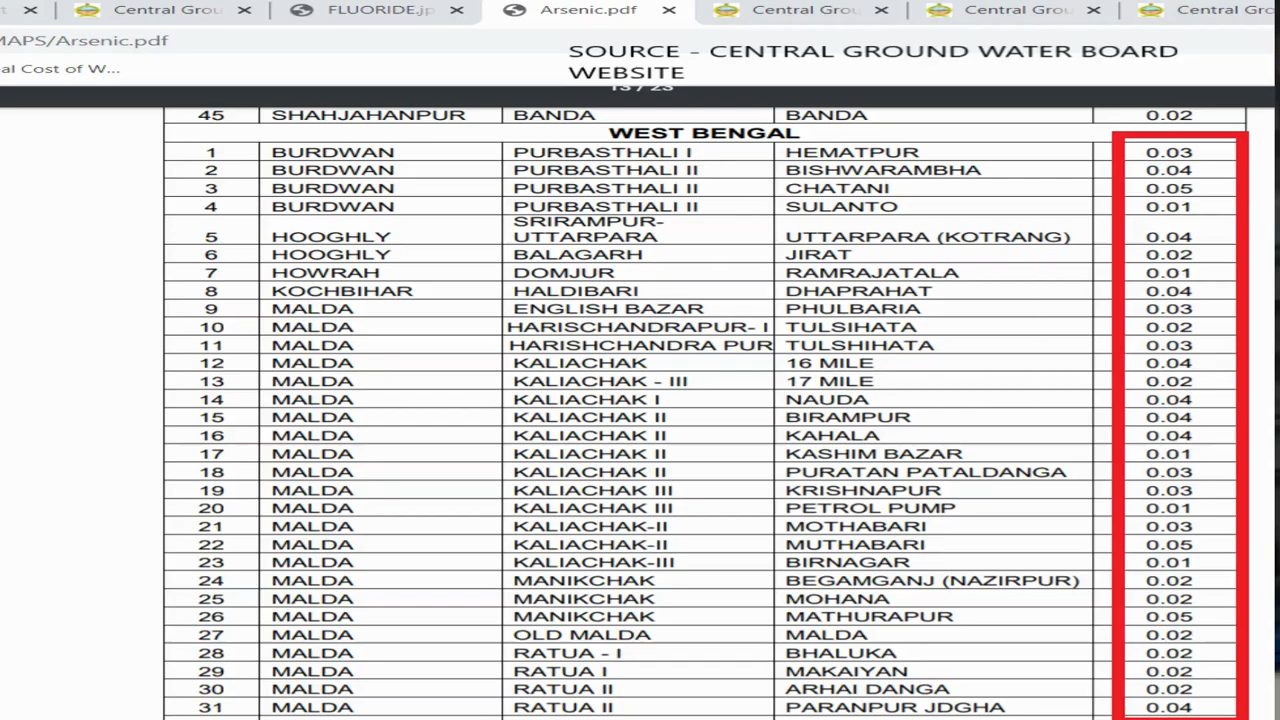 Central Grou
FLUORIDE.jp
Arsenic.pdf
Central Grou
Central Grou
Central Grou
MAPS/Arsenic.pdf
al Cost of W...
SOURCE - CENTRAL GROUND WATER BOARD
WEBSITE
13 / 23
45 SHAHJAHANPUR BANDA BANDA 0.02
WEST BENGAL
1 BURDWAN PURBASTHALI I HEMATPUR 0.03
2 BURDWAN PURBASTHALI II BISHWARAMBHA 0.04
3 BURDWAN PURBASTHALI II CHATANI 0.05
4 BURDWAN PURBASTHALI II SULANTO 0.01
SRIRAMPUR-
5 HOOGHLY UTTARPARA UTTARPARA (KOTRANG) 0.04
6 HOOGHLY BALAGARH JIRAT 0.02
7 HOWRAH DOMJUR RAMRAJATALA 0.01
8 KOCHBIHAR HALDIBARI DHAPRAHAT 0.04
9 MALDA ENGLISH BAZAR PHULBARIA 0.03
10 MALDA HARISCHANDRAPUR- I TULSIHATA 0.02
11 MALDA HARISHCHANDRA PUR TULSHIHATA 0.03
12 MALDA KALIACHAK 16 MILE 0.04
13 MALDA KALIACHAK - III 17 MILE 0.02
14 MALDA KALIACHAK I NAUDA 0.04
15 MALDA KALIACHAK II BIRAMPUR 0.04
16 MALDA KALIACHAK II KAHALA 0.04
17 MALDA KALIACHAK II KASHIM BAZAR 0.01
18 MALDA KALIACHAK II PURATAN PATALDANGA 0.03
19 MALDA KALIACHAK III KRISHNAPUR 0.03
20 MALDA KALIACHAK III PETROL PUMP 0.01
21 MALDA KALIACHAK-II MOTHABARI 0.03
22 MALDA KALIACHAK-II MUTHABARI 0.05
23 MALDA KALIACHAK-III BIRNAGAR 0.01
24 MALDA MANIKCHAK BEGAMGANJ (NAZIRPUR) 0.02
25 MALDA MANIKCHAK MOHANA 0.02
26 MALDA MANIKCHAK MATHURAPUR 0.05
27 MALDA OLD MALDA MALDA 0.02
28 MALDA RATUA - I BHALUKA 0.02
29 MALDA RATUA I MAKAIYAN 0.02
30 MALDA RATUA II ARHAI DANGA 0.02
31 MALDA RATUA II PARANPUR JDGHA 0.04